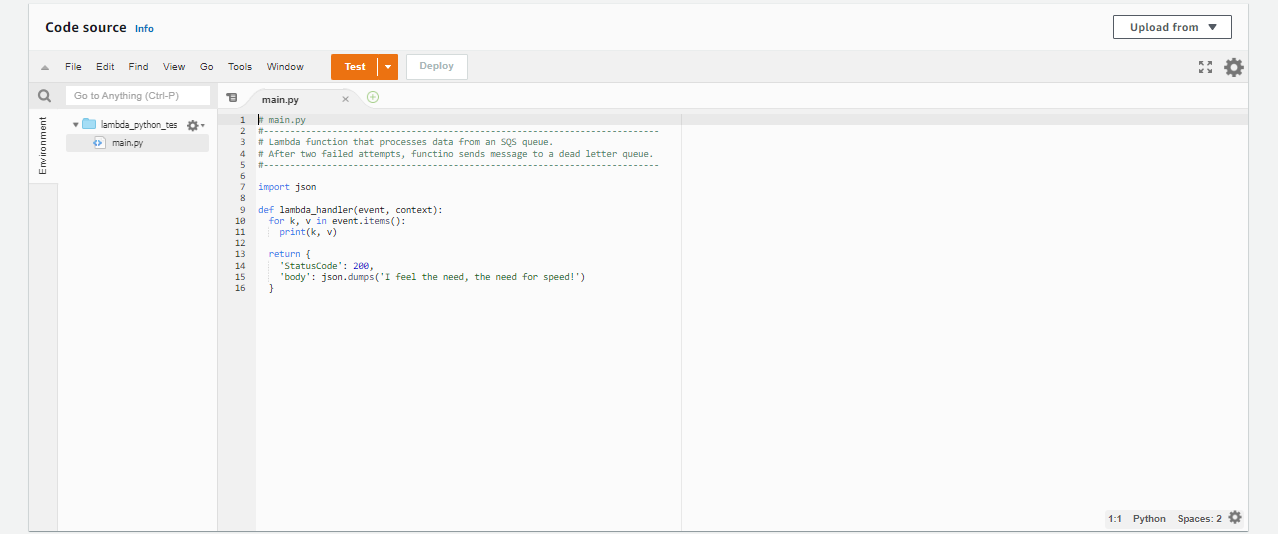 Code source Info
Upload from
File Edit Find View Go Tools Window Test Deploy
Go to Anything (Ctrl-P)
main.py
Environment
lambda_python_tes
main.py
1 # main.py
2 #---------------------------------------------------------------------------
3 # Lambda function that processes data from an SQS queue.
4 # After two failed attempts, functino sends message to a dead letter queue.
5 #---------------------------------------------------------------------------
6
7 import json
8
9 def lambda_handler(event, context):
10   for k, v in event.items():
11     print(k, v)
12
13   return {
14     'StatusCode': 200,
15     'body': json.dumps('I feel the need, the need for speed!')
16   }
1:1 Python Spaces: 2